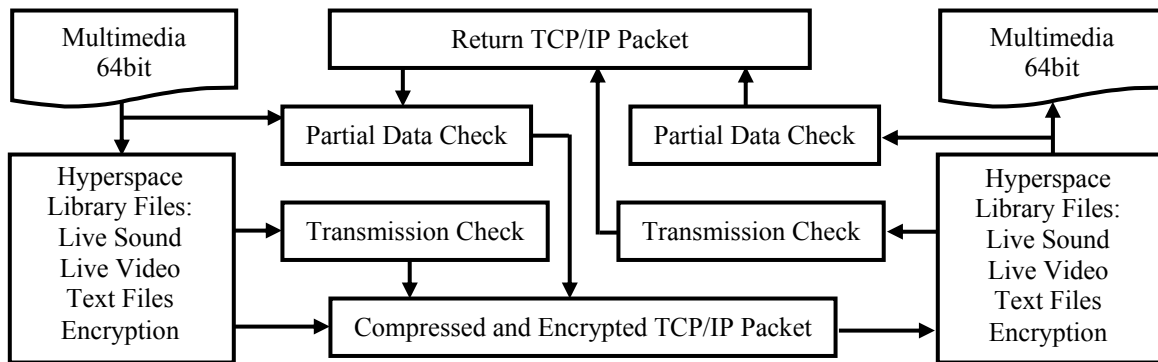 Multimedia
64bit
Return TCP/IP Packet
Multimedia
64bit
Partial Data Check
Partial Data Check
Hyperspace
Library Files:
Live Sound
Live Video
Text Files
Encryption
Transmission Check
Transmission Check
Hyperspace
Library Files:
Live Sound
Live Video
Text Files
Encryption
Compressed and Encrypted TCP/IP Packet